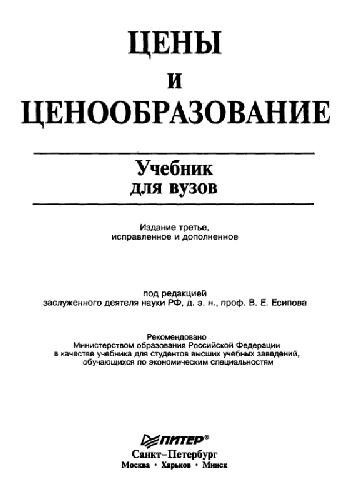 ЦЕНЫ
и
ЦЕНООБРАЗОВАНИЕ
Учебник
для вузов
Издание третье,
исправленное и дополненное
под редакцией
заслуженного деятеля науки РФ, д. э. н., проф. В. Е. Есипова
Рекомендовано
Министерством образования Российской Федерации
в качестве учебника для студентов высших учебных заведений,
обучающихся по экономическим специальностям
ПИТЕР®
Санкт–Петербург
Москва • Харьков • Минск